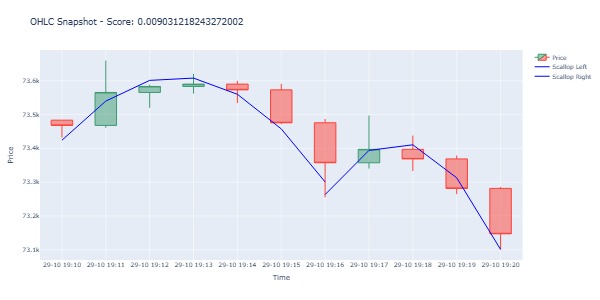 OHLC Snapshot - Score: 0.009031218243272002
Price
Scallop Left
Scallop Right
73.6k
73.5k
73.4k
73.3k
73.2k
73.1k
Price
29-10 19:10 29-10 19:11 29-10 19:12 29-10 19:13 29-10 19:14 29-10 19:15 29-10 19:16 29-10 19:17 29-10 19:18 29-10 19:19 29-10 19:20
Time